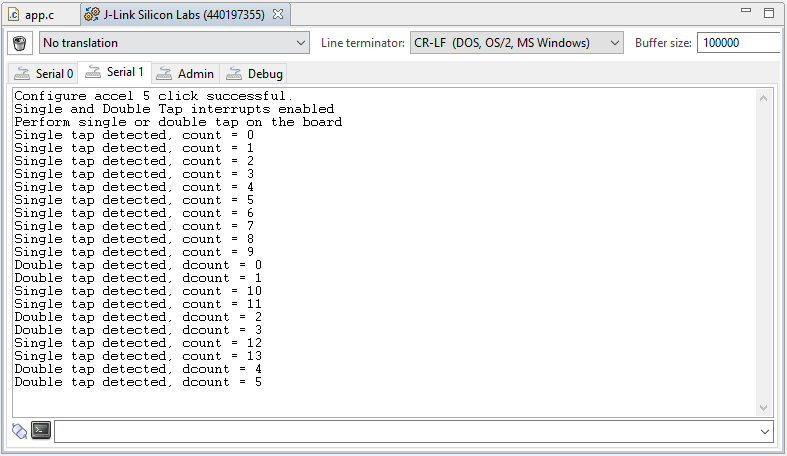 app.c
J-Link Silicon Labs (440197355)
No translation
Line terminator:
CR-LF (DOS, OS/2, MS Windows)
Buffer size:
100000
Serial 0
Serial 1
Admin
Debug
Configure accel 5 click successful.
Single and Double Tap interrupts enabled
Perform single or double tap on the board
Single tap detected, count = 0
Single tap detected, count = 1
Single tap detected, count = 2
Single tap detected, count = 3
Single tap detected, count = 4
Single tap detected, count = 5
Single tap detected, count = 6
Single tap detected, count = 7
Single tap detected, count = 8
Single tap detected, count = 9
Double tap detected, dcount = 0
Double tap detected, dcount = 1
Single tap detected, count = 10
Single tap detected, count = 11
Double tap detected, dcount = 2
Double tap detected, dcount = 3
Single tap detected, count = 12
Single tap detected, count = 13
Double tap detected, dcount = 4
Double tap detected, dcount = 5